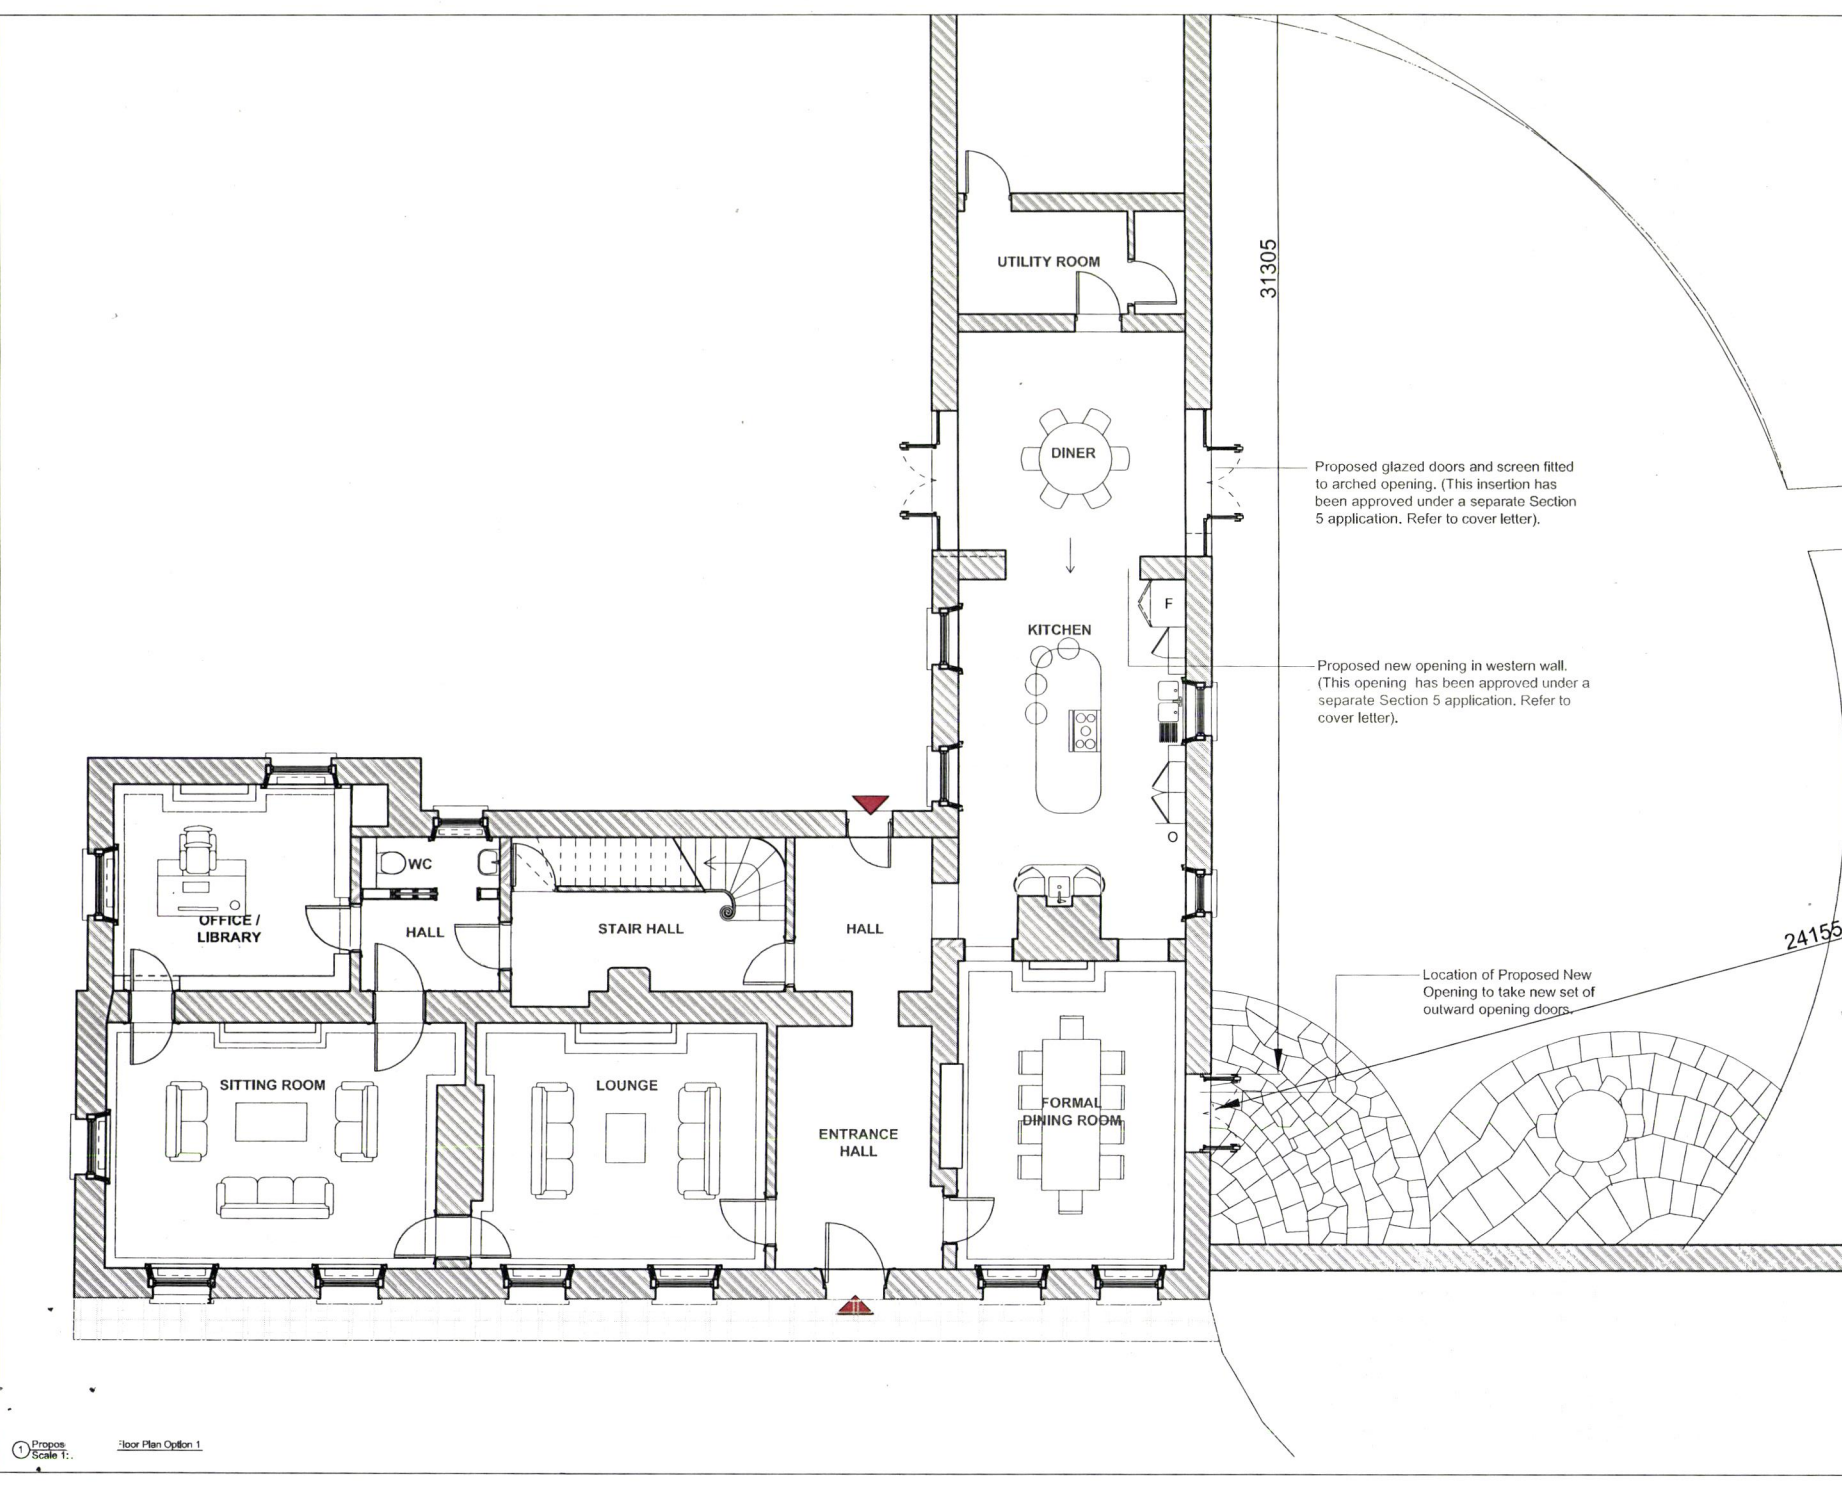 UTILITY ROOM
31305
DINER
Proposed glazed doors and screen fitted
to arched opening. (This insertion has
been approved under a separate Section
5 application. Refer to cover letter).
F
KITCHEN
Proposed new opening in western wall.
(This opening has been approved under a
separate Section 5 application. Refer to
cover letter).
O
WC
OFFICE /
LIBRARY
HALL
STAIR HALL
HALL
24155
Location of Proposed New
Opening to take new set of
outward opening doors.
SITTING ROOM
LOUNGE
FORMAL
DINING ROOM
ENTRANCE
HALL
1
Propos
Floor Plan Option 1
Scale 1: